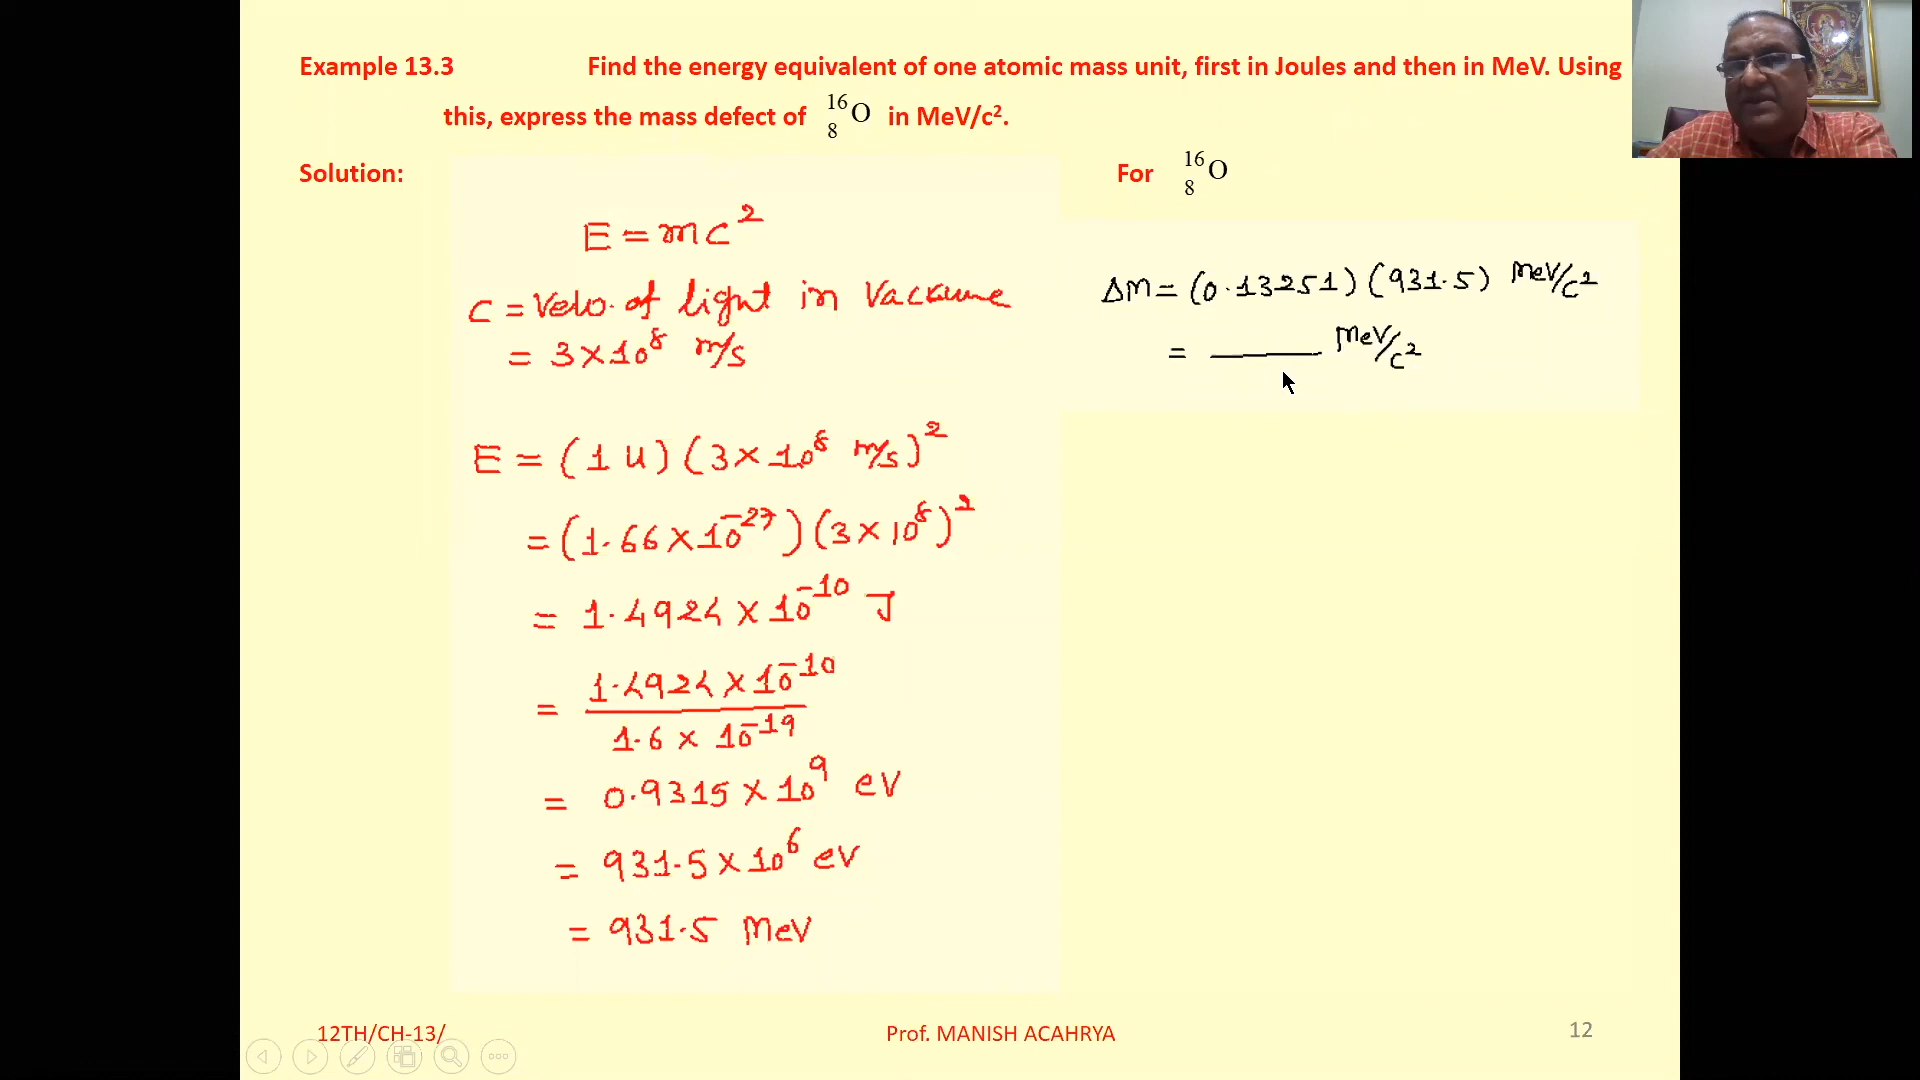 Example 13.3 Find the energy equivalent of one atomic mass unit, first in Joules and then in MeV. Using
this, express the mass defect of ¹⁶₈O in MeV/c².
Solution:
E = mc²
C = Velo. of light in Vackume
= 3×10⁸ m/s
E = (1 u) (3×10⁸ m/s)²
= (1.66×10⁻²⁷) (3×10⁸)²
= 1.4924×10⁻¹⁰ J
= 1.4924×10⁻¹⁰ / 1.6×10⁻¹⁹
= 0.9315×10⁹ eV
= 931.5×10⁶ eV
= 931.5 MeV
For ¹⁶₈O
ΔM = (0.13251) (931.5) MeV/c²
= ____ MeV/c²
12TH/CH-13/ Prof. MANISH ACAHRYA 12